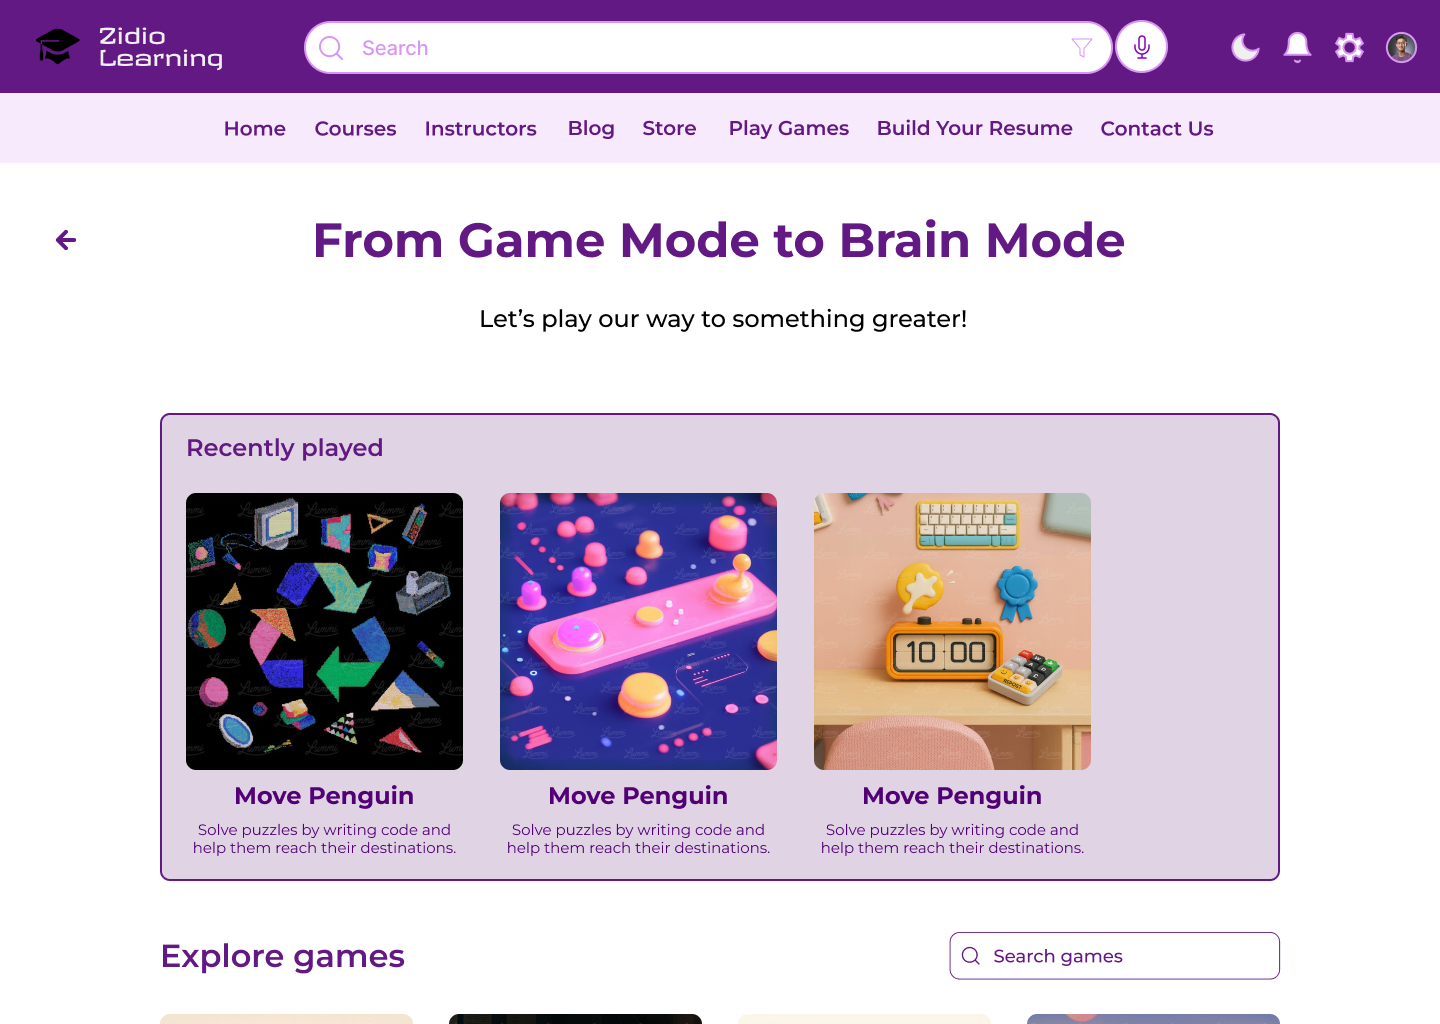 Zidio
Learning
Search
Home
Courses
Instructors
Blog
Store
Play Games
Build Your Resume
Contact Us
From Game Mode to Brain Mode
Let’s play our way to something greater!
Recently played
10 00
REPOST
Move Penguin
Solve puzzles by writing code and
help them reach their destinations.
Move Penguin
Solve puzzles by writing code and
help them reach their destinations.
Move Penguin
Solve puzzles by writing code and
help them reach their destinations.
Explore games
Search games